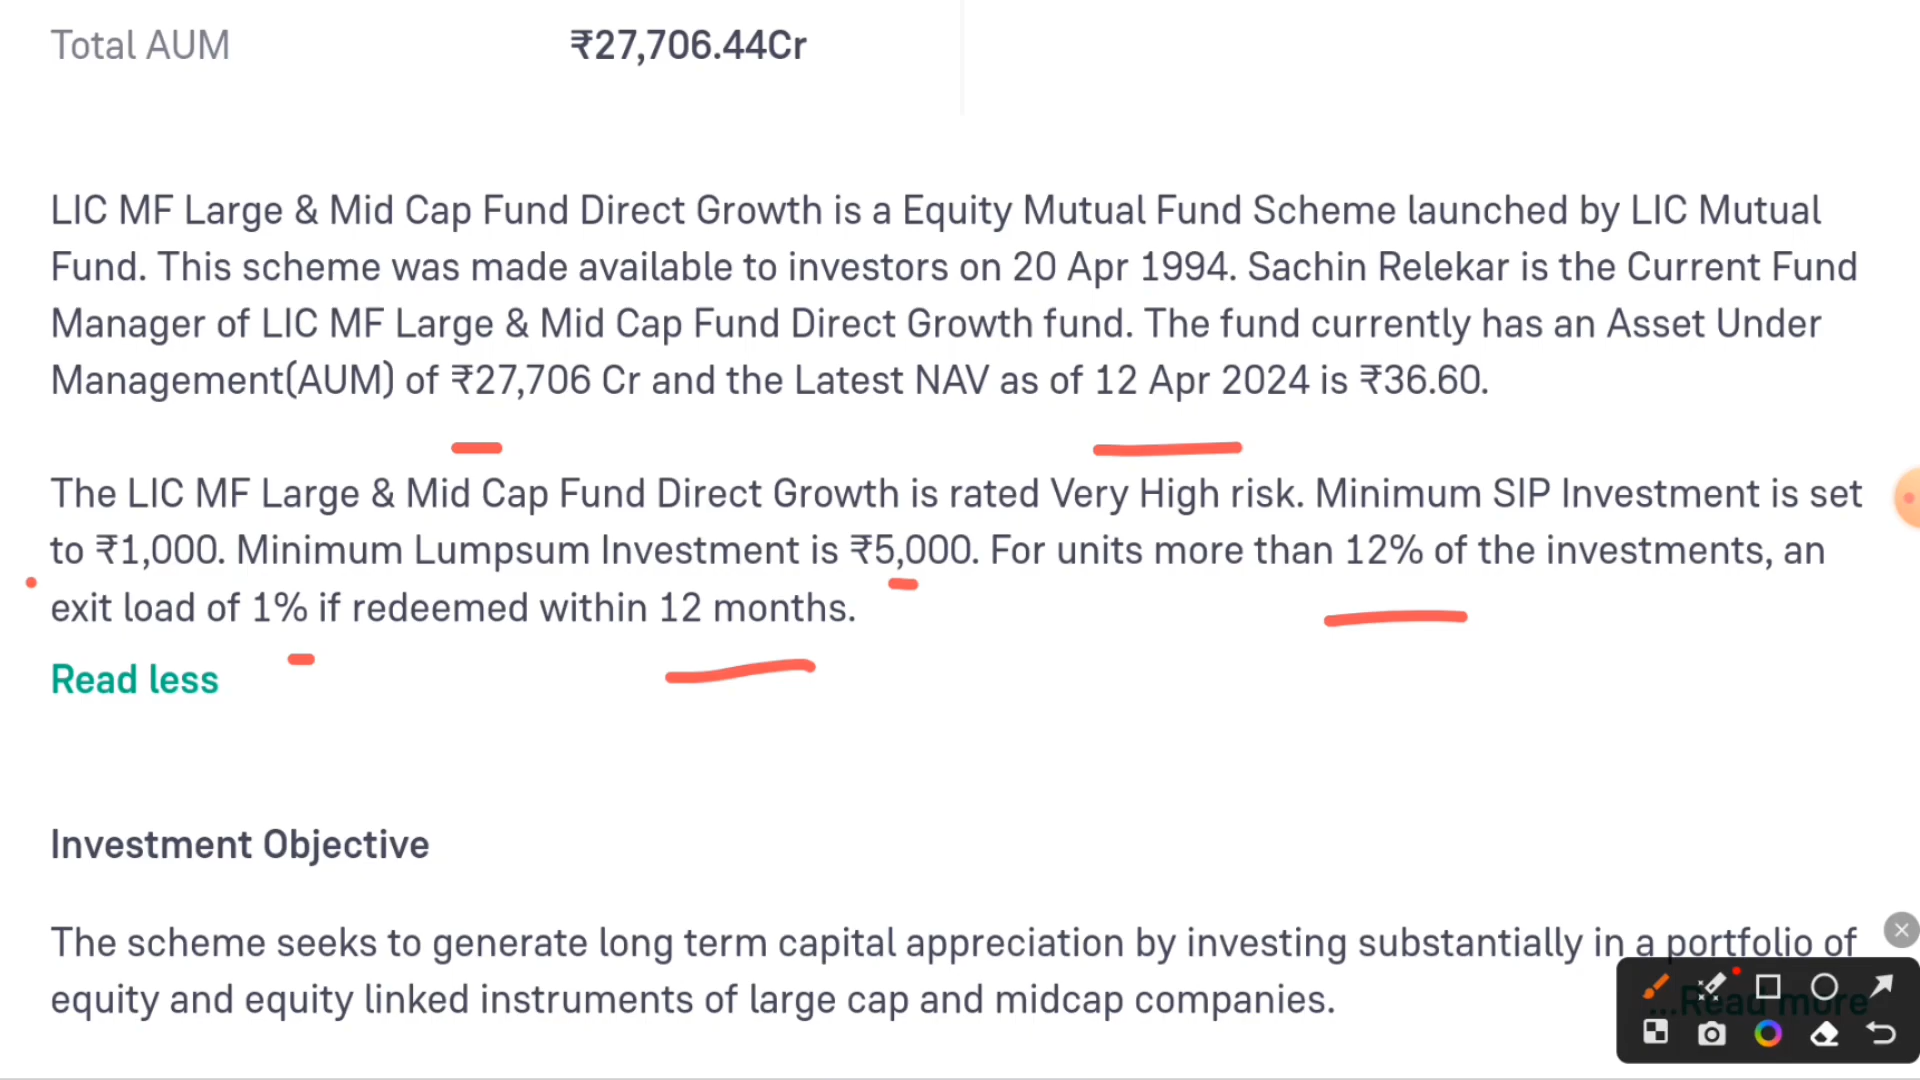 Total AUM ₹27,706.44Cr
LIC MF Large & Mid Cap Fund Direct Growth is a Equity Mutual Fund Scheme launched by LIC Mutual
Fund. This scheme was made available to investors on 20 Apr 1994. Sachin Relekar is the Current Fund
Manager of LIC MF Large & Mid Cap Fund Direct Growth fund. The fund currently has an Asset Under
Management(AUM) of ₹27,706 Cr and the Latest NAV as of 12 Apr 2024 is ₹36.60.
The LIC MF Large & Mid Cap Fund Direct Growth is rated Very High risk. Minimum SIP Investment is set
to ₹1,000. Minimum Lumpsum Investment is ₹5,000. For units more than 12% of the investments, an
exit load of 1% if redeemed within 12 months.
Read less
Investment Objective
The scheme seeks to generate long term capital appreciation by investing substantially in a portfolio of
equity and equity linked instruments of large cap and midcap companies.
...Read more